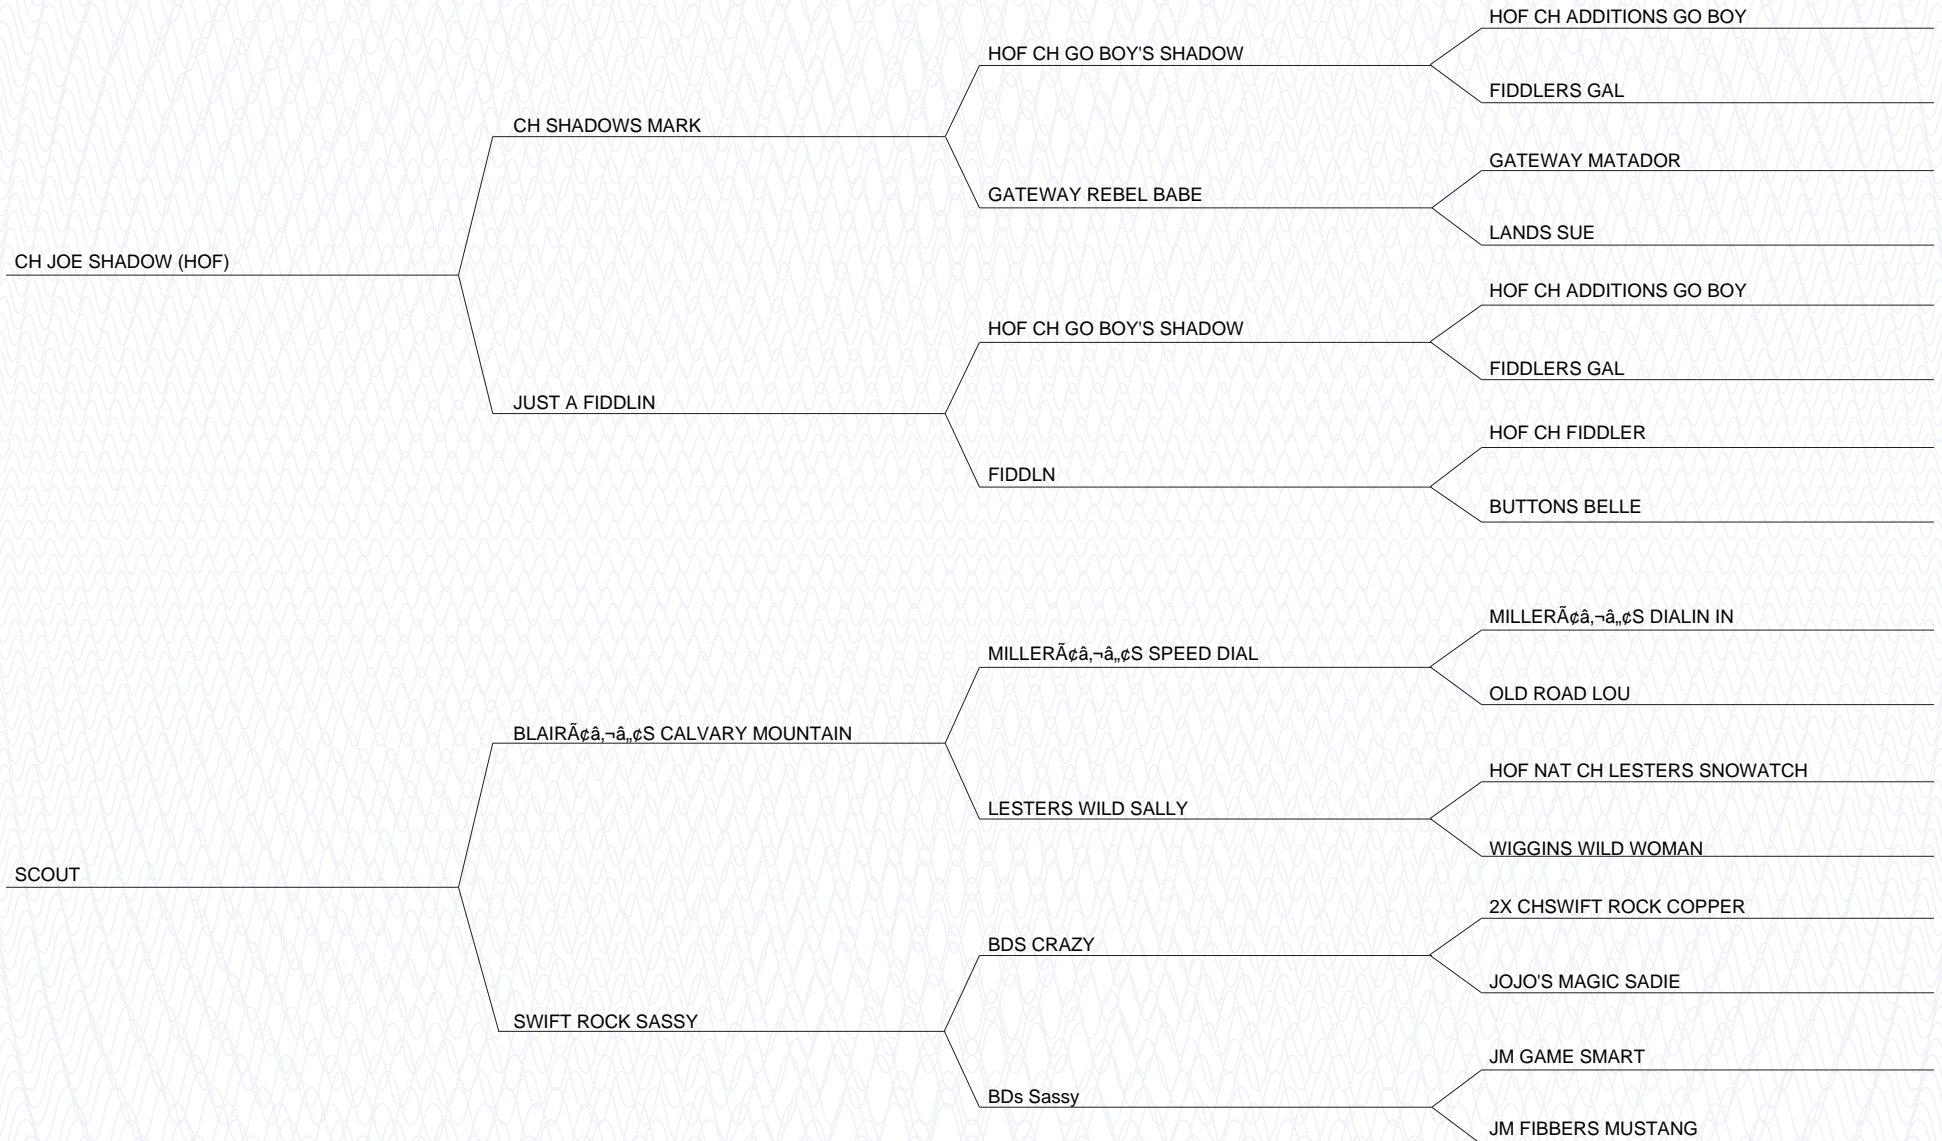 HOF CH ADDITIONS GO BOY
HOF CH GO BOY'S SHADOW
FIDDLERS GAL
CH SHADOWS MARK
GATEWAY MATADOR
GATEWAY REBEL BABE
LANDS SUE
CH JOE SHADOW (HOF)
HOF CH ADDITIONS GO BOY
HOF CH GO BOY'S SHADOW
FIDDLERS GAL
JUST A FIDDLIN
HOF CH FIDDLER
FIDDLN
BUTTONS BELLE
MILLERÃ¢â‚¬â„¢S DIALIN IN
MILLERÃ¢â‚¬â„¢S SPEED DIAL
OLD ROAD LOU
BLAIRÃ¢â‚¬â„¢S CALVARY MOUNTAIN
HOF NAT CH LESTERS SNOWATCH
LESTERS WILD SALLY
WIGGINS WILD WOMAN
SCOUT
2X CHSWIFT ROCK COPPER
BDS CRAZY
JOJO'S MAGIC SADIE
SWIFT ROCK SASSY
JM GAME SMART
BDs Sassy
JM FIBBERS MUSTANG